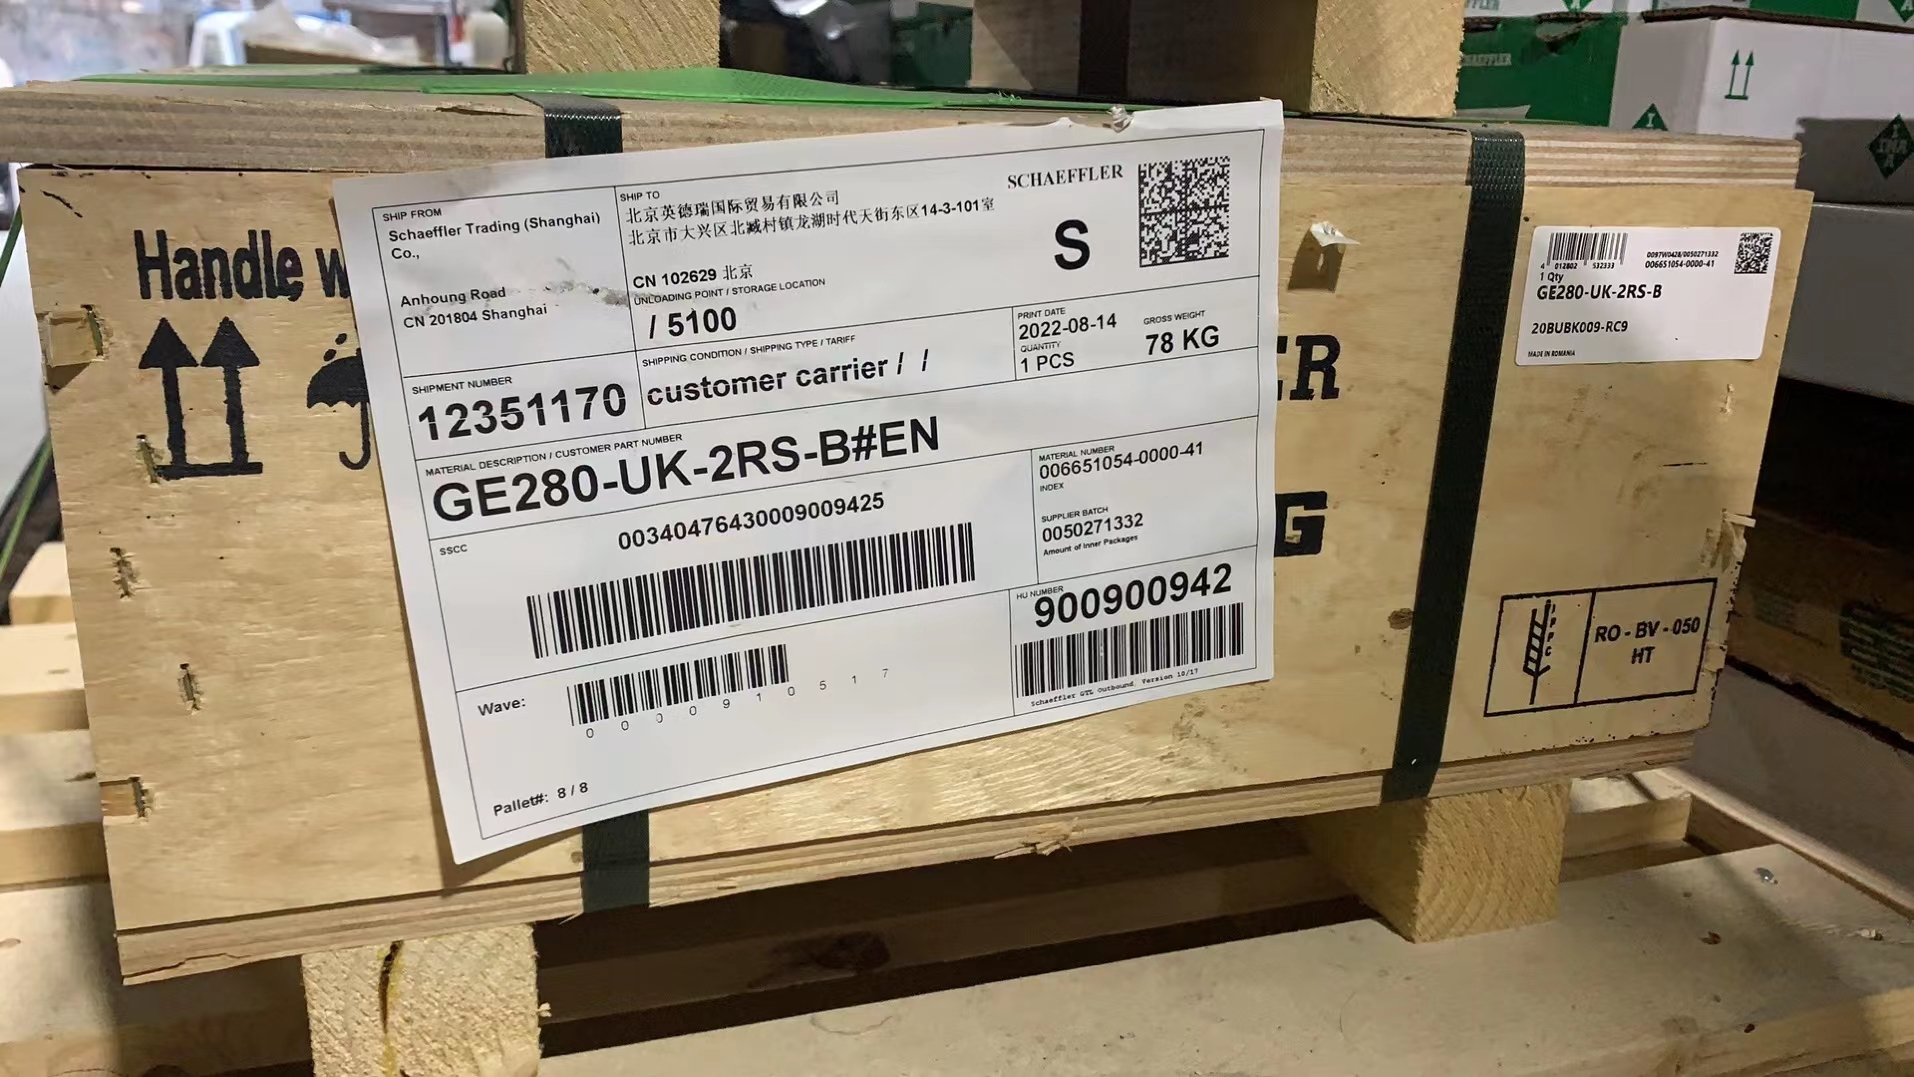 Handle w
SHIP FROM
Schaeffler Trading (Shanghai)
Co.,
Anhoung Road
CN 201804 Shanghai
SHIP TO
北京英德瑞国际贸易有限公司
北京市大兴区北臧村镇龙湖时代天街东区14-3-101室
CN 102629 北京
UNLOADING POINT / STORAGE LOCATION
/ 5100
SCHAEFFLER
S
SHIPMENT NUMBER
12351170
SHIPPING CONDITION / SHIPPING TYPE / TARIFF
customer carrier / /
PRINT DATE
2022-08-14
QUANTITY
1 PCS
GROSS WEIGHT
78 KG
MATERIAL DESCRIPTION / CUSTOMER PART NUMBER
GE280-UK-2RS-B#EN
SSCC
00340476430009009425
MATERIAL NUMBER
006651054-0000-41
INDEX
SUPPLIER BATCH
0050271332
Amount of Inner Packages
HU NUMBER
900900942
Schaeffler GTL Outbound. Version 10/17
Wave:
0 0 0 0 9 1 0 5 1 7
Pallet#: 8 / 8
ER
G
4 012802 532333
0097W0428/0050271332
006651054-0000-41
1 Qty
GE280-UK-2RS-B
20BUBK009-RC9
MADE IN ROMANIA
IPPC
RO - BV - 050
HT